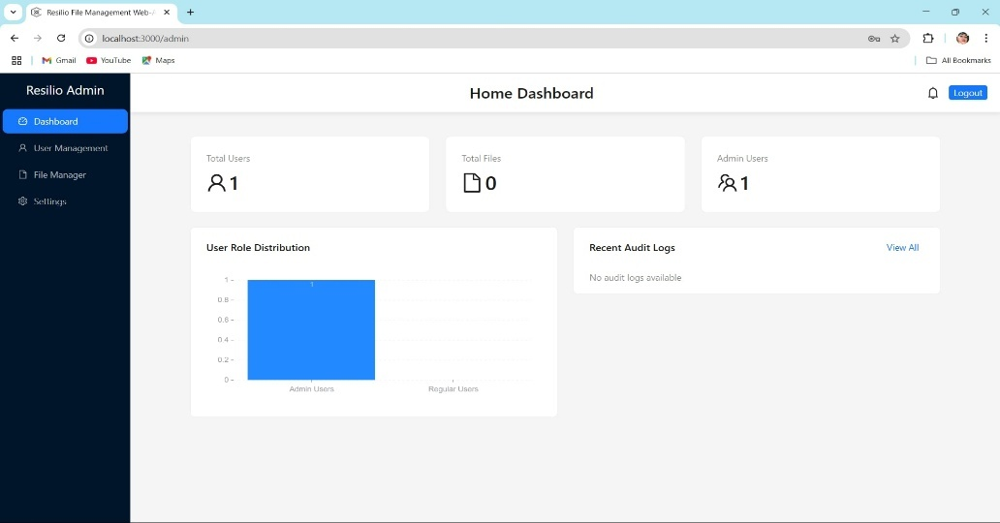 Resilio File Management Web-A
localhost:3000/admin
Gmail YouTube Maps All Bookmarks
Resilio Admin
Dashboard
User Management
File Manager
Settings
Home Dashboard
Logout
Total Users
1
Total Files
0
Admin Users
1
User Role Distribution
1
0.8
0.6
0.4
0.2
0
1
Admin Users Regular Users
Recent Audit Logs View All
No audit logs available